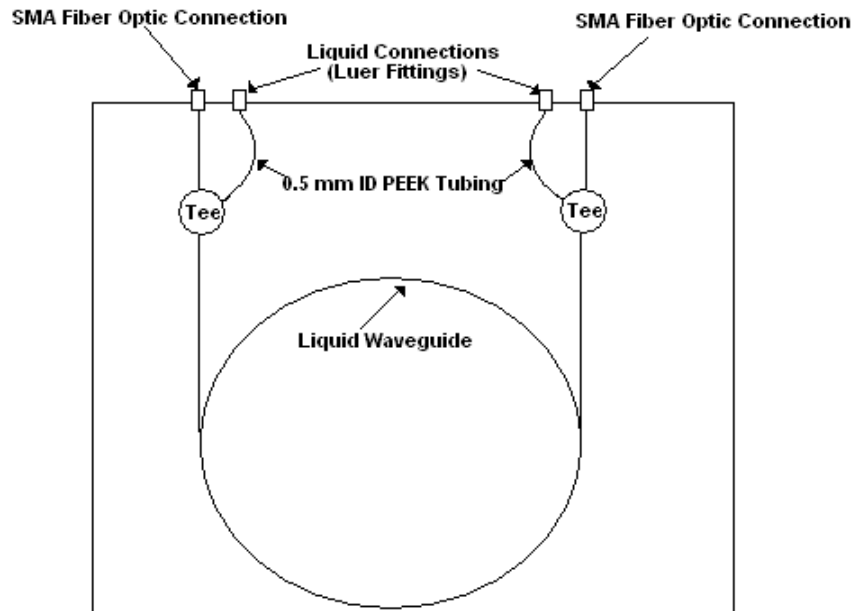 SMA Fiber Optic Connection
SMA Fiber Optic Connection
Liquid Connections
(Luer Fittings)
0.5 mm ID PEEK Tubing
Tee
Tee
Liquid Waveguide